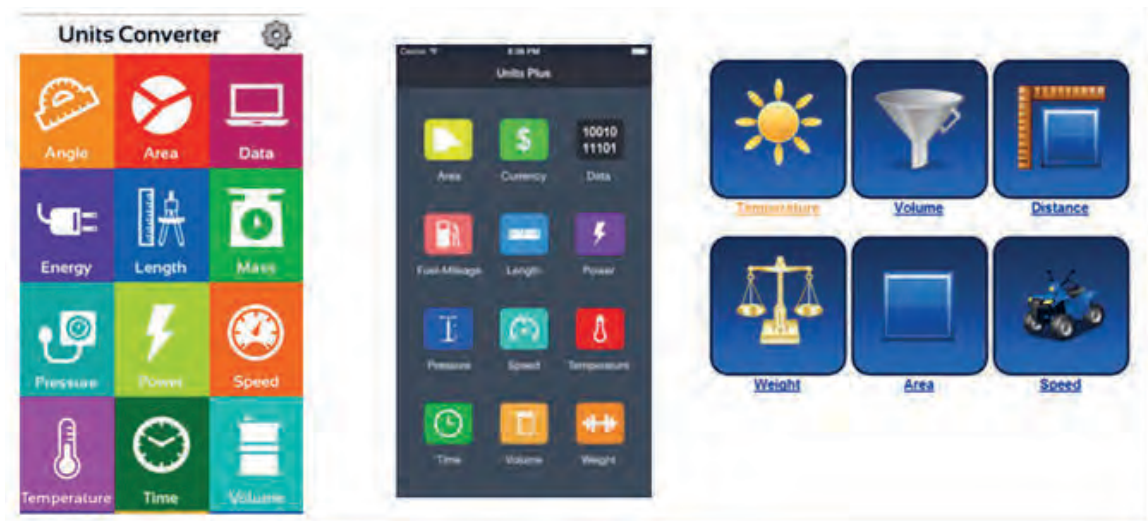 Units Converter
Angle Area Data
Energy Length Mass
Pressure Power Speed
Temperature Time Volume
Units Plus
10010
11101
Area Currency Data
Fuel-Mileage Length Power
Pressure Speed Temperature
Time Volume Weight
Temperature Volume Distance
Weight Area Speed